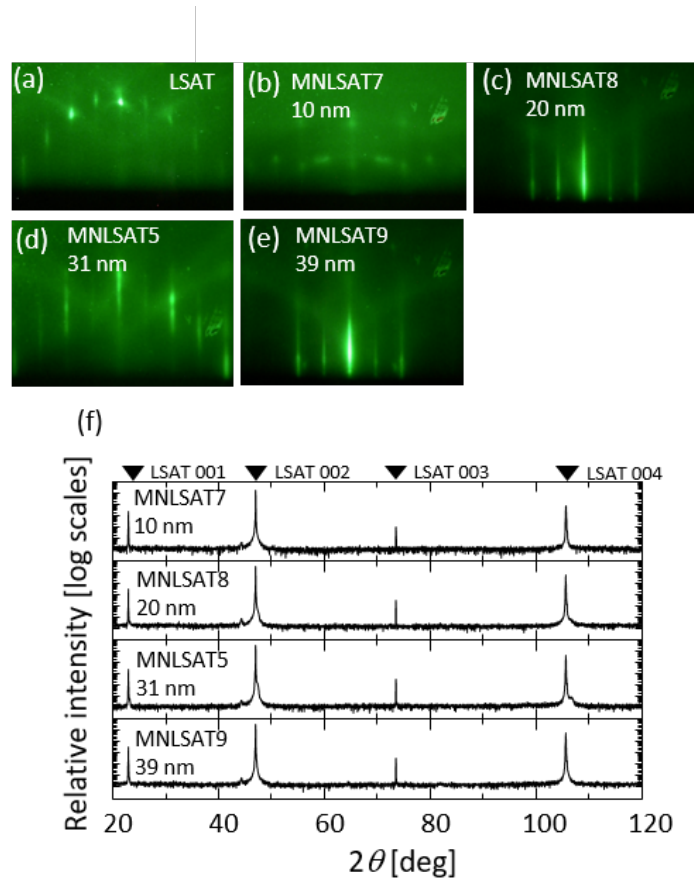 (a) LSAT
(b) MNLSAT7
10 nm
(c) MNLSAT8
20 nm
(d) MNLSAT5
31 nm
(e) MNLSAT9
39 nm
(f)
LSAT 001 LSAT 002 LSAT 003 LSAT 004
MNLSAT7
10 nm
MNLSAT8
20 nm
MNLSAT5
31 nm
MNLSAT9
39 nm
Relative intensity [log scales]
20 40 60 80 100 120
2θ [deg]